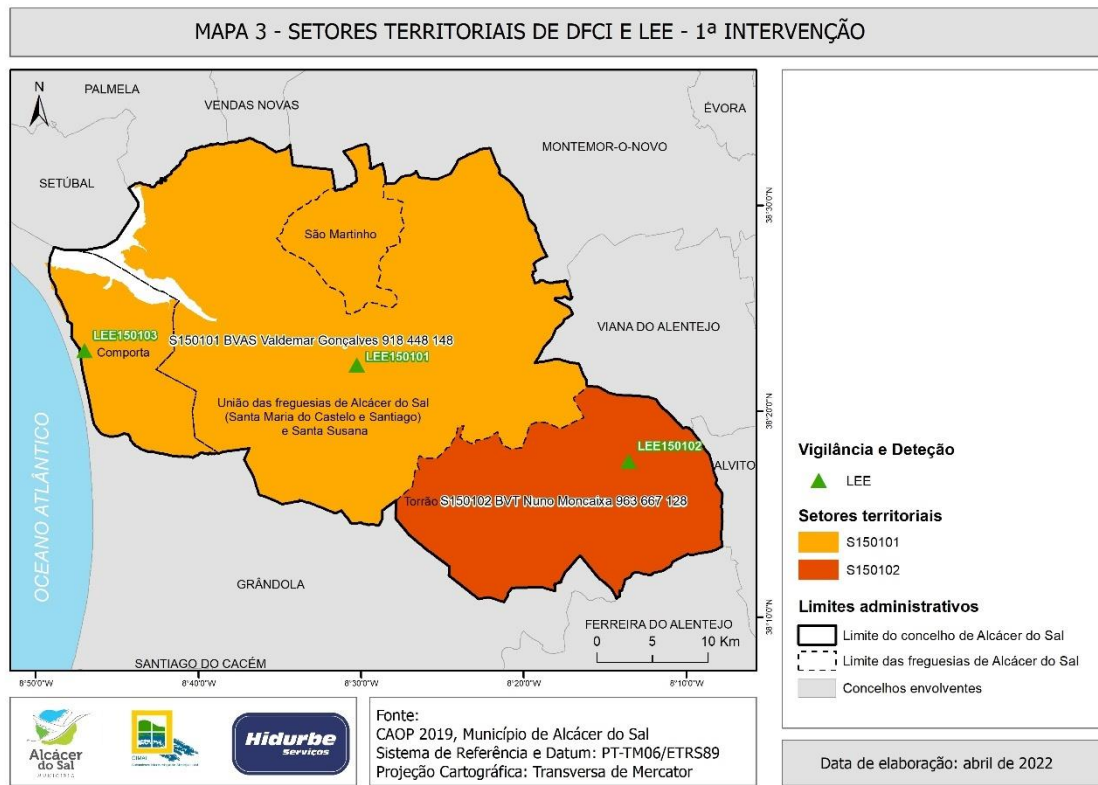 MAPA 3 - SETORES TERRITORIAIS DE DFCI E LEE - 1ª INTERVENÇÃO
N
PALMELA
VENDAS NOVAS
ÉVORA
MONTEMOR-O-NOVO
SETÚBAL
38°30'0"N
São Martinho
VIANA DO ALENTEJO
LEE150103
S150101 BVAS Valdemar Gonçalves 918 448 148
Comporta
LEE150101
38°20'0"N
União das freguesias de Alcácer do Sal
(Santa Maria do Castelo e Santiago)
e Santa Susana
OCEANO ATLÂNTICO
LEE150102
ALVITO
Torrão
S150102 BVT Nuno Moncaixa 963 667 128
GRÂNDOLA
38°10'0"N
FERREIRA DO ALENTEJO
0 5 10 Km
SANTIAGO DO CACÉM
8°50'0"W 8°40'0"W 8°30'0"W 8°20'0"W 8°10'0"W
Vigilância e Deteção
LEE
Setores territoriais
S150101
S150102
Limites administrativos
Limite do concelho de Alcácer do Sal
Limite das freguesias de Alcácer do Sal
Concelhos envolventes
Alcácer
do Sal
MUNICÍPIO
CIMAL
Hidurbe
Serviços
Fonte:
CAOP 2019, Município de Alcácer do Sal
Sistema de Referência e Datum: PT-TM06/ETRS89
Projeção Cartográfica: Transversa de Mercator
Data de elaboração: abril de 2022